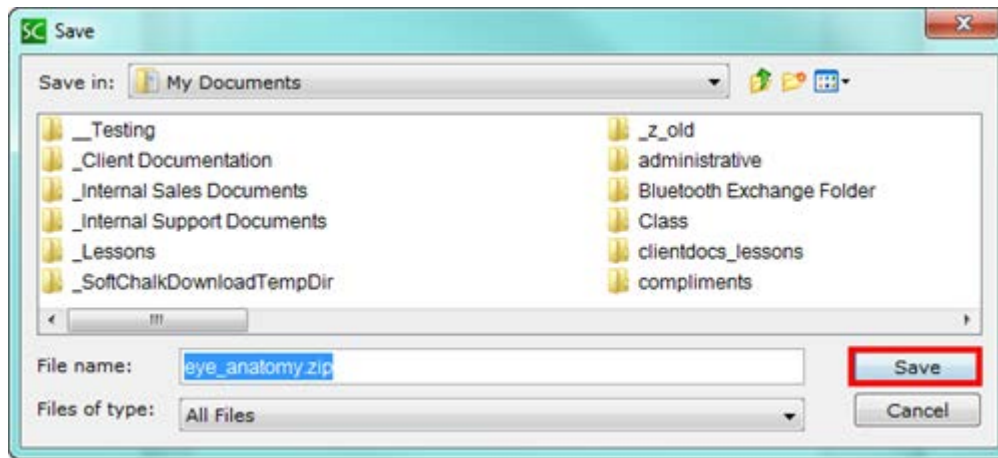 SC Save
Save in: My Documents
__Testing
_Client Documentation
_Internal Sales Documents
_Internal Support Documents
_Lessons
_SoftChalkDownloadTempDir
_z_old
administrative
Bluetooth Exchange Folder
Class
clientdocs_lessons
compliments
File name: eye_anatomy.zip Save
Files of type: All Files Cancel